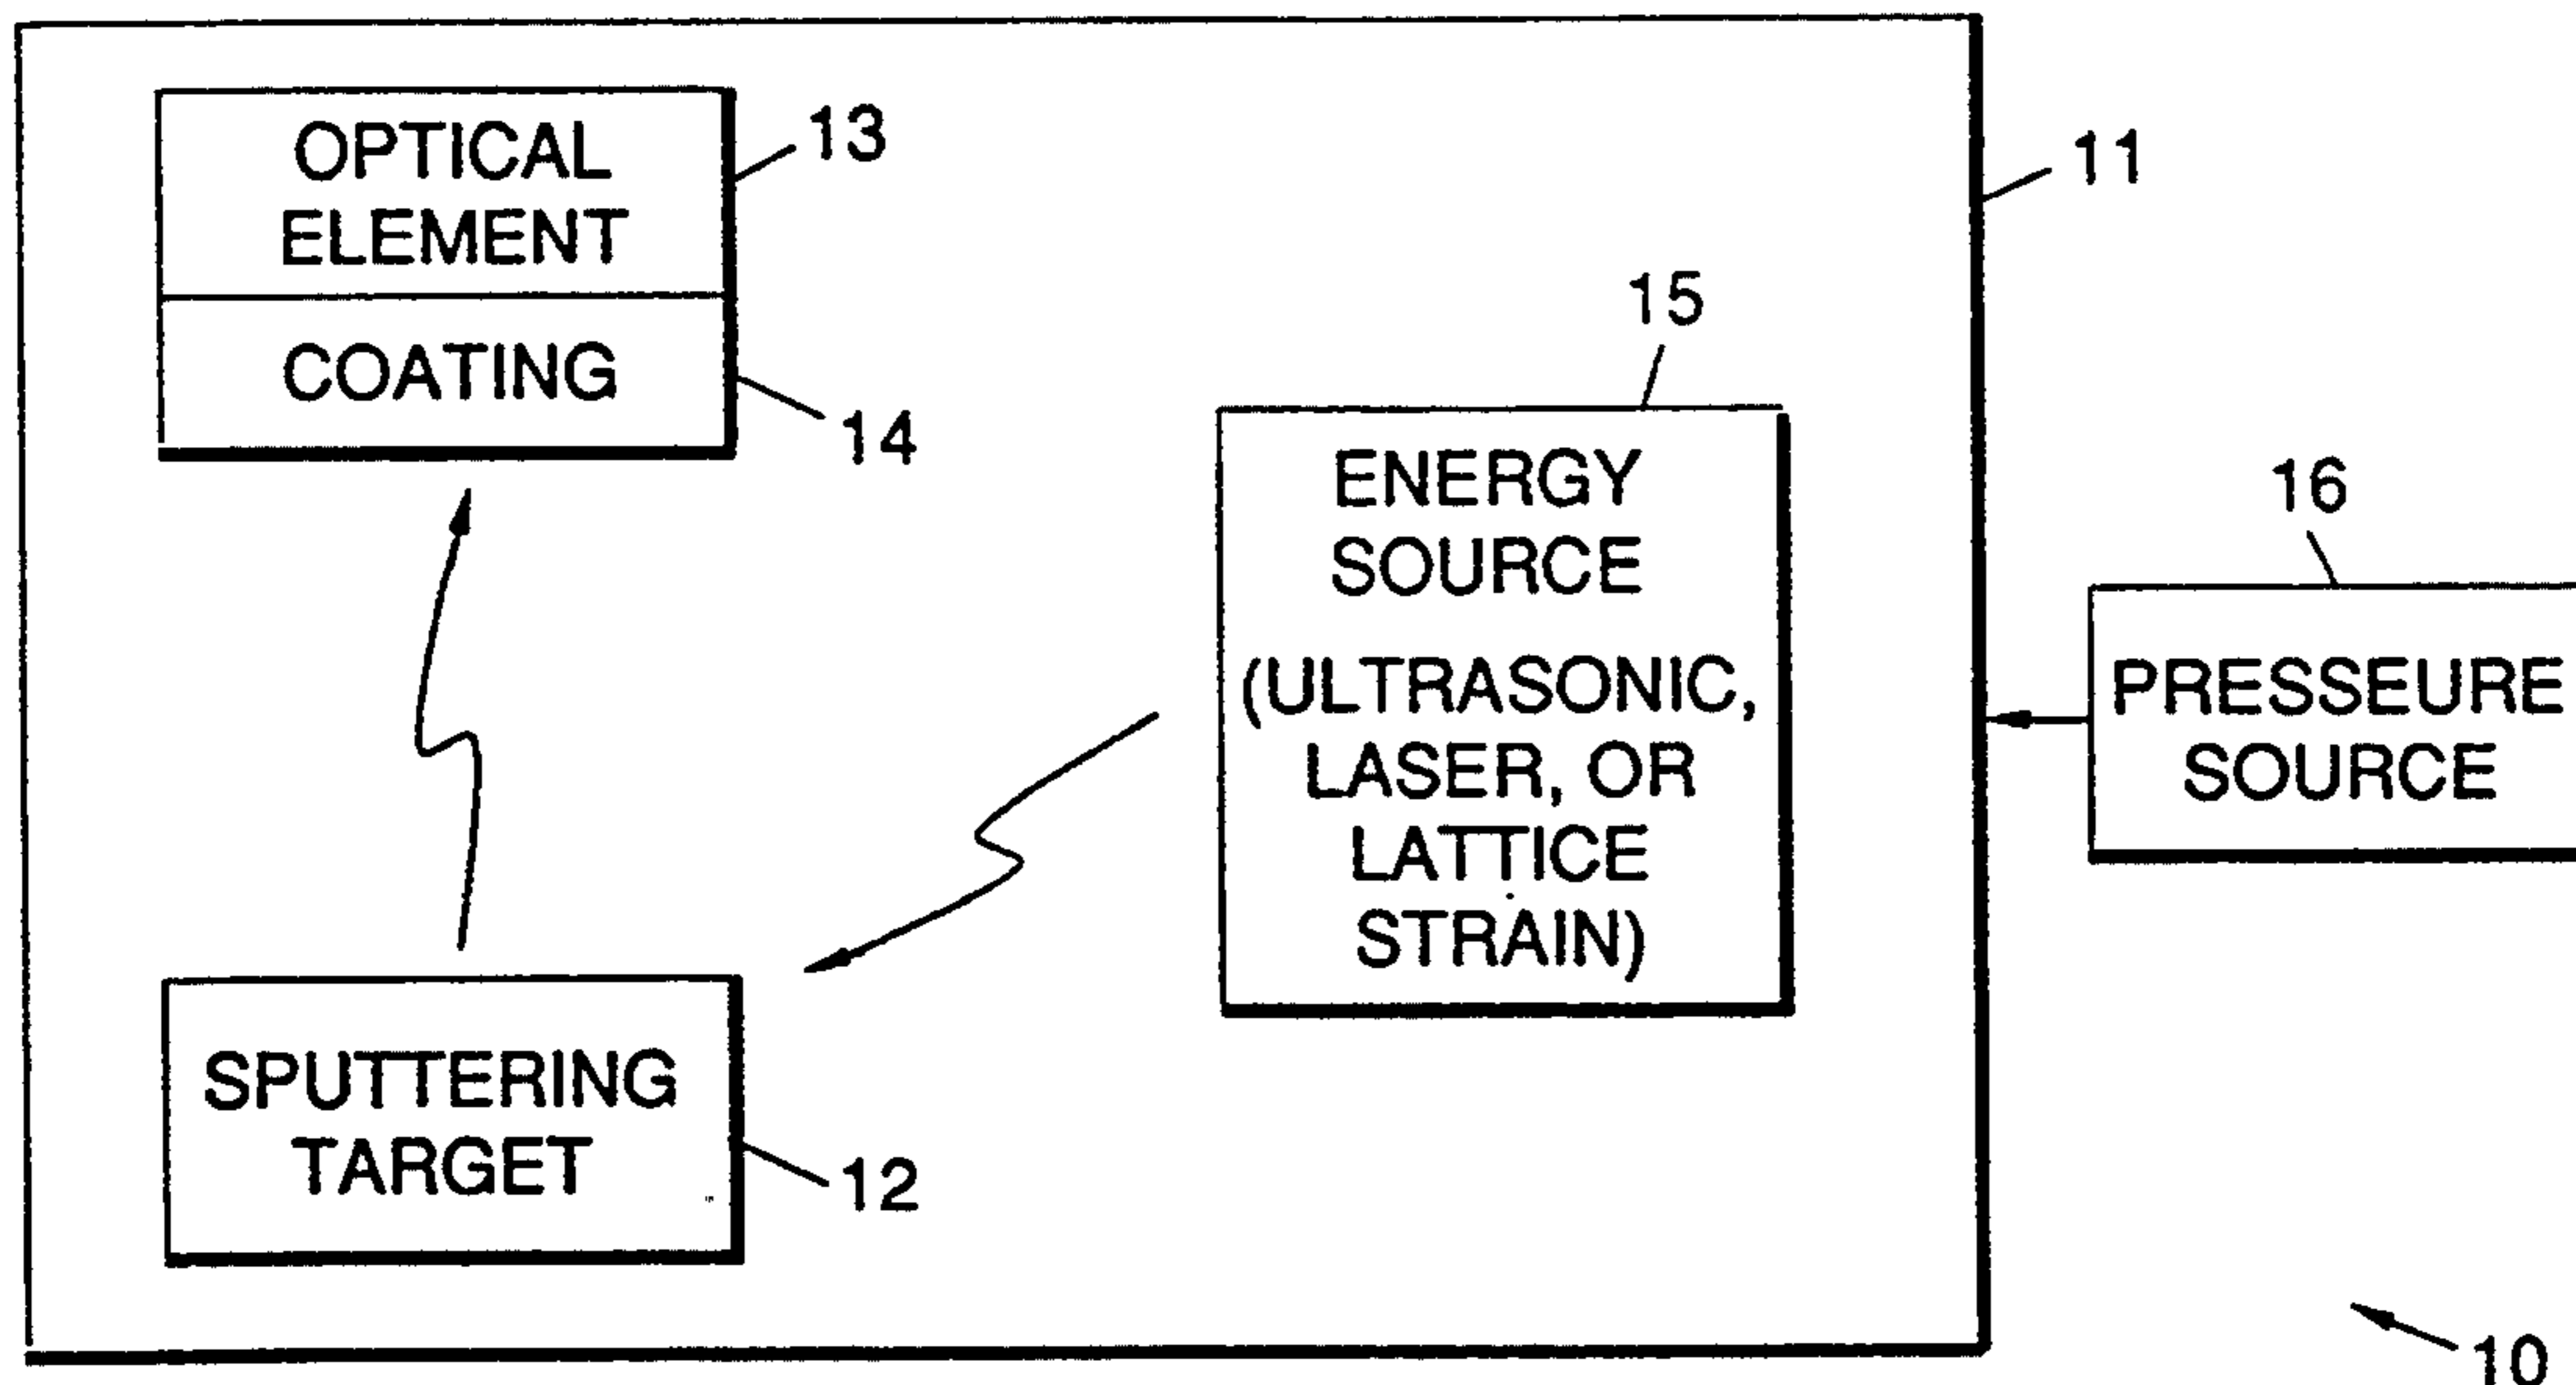 OPTICAL
ELEMENT
13
COATING
14
11
15
ENERGY
SOURCE
(ULTRASONIC,
LASER, OR
LATTICE
STRAIN)
16
PRESSEURE
SOURCE
SPUTTERING
TARGET
12
10